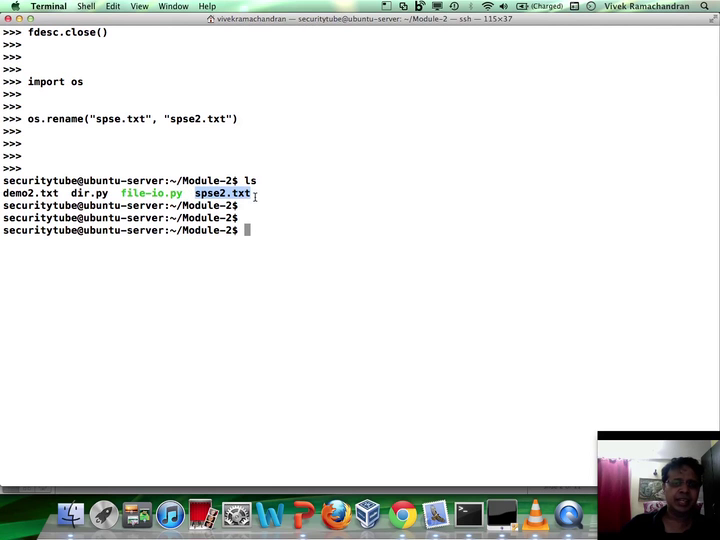 Terminal Shell Edit View Window Help (Charged) Vivek Ramachandran
vivekramachandran — securitytube@ubuntu-server: ~/Module-2 — ssh — 115×37
>>> fdesc.close()
>>>
>>>
>>>
>>> import os
>>>
>>>
>>> os.rename("spse.txt", "spse2.txt")
>>>
>>>
>>>
>>>
securitytube@ubuntu-server:~/Module-2$ ls
demo2.txt dir.py file-io.py spse2.txt
securitytube@ubuntu-server:~/Module-2$
securitytube@ubuntu-server:~/Module-2$
securitytube@ubuntu-server:~/Module-2$